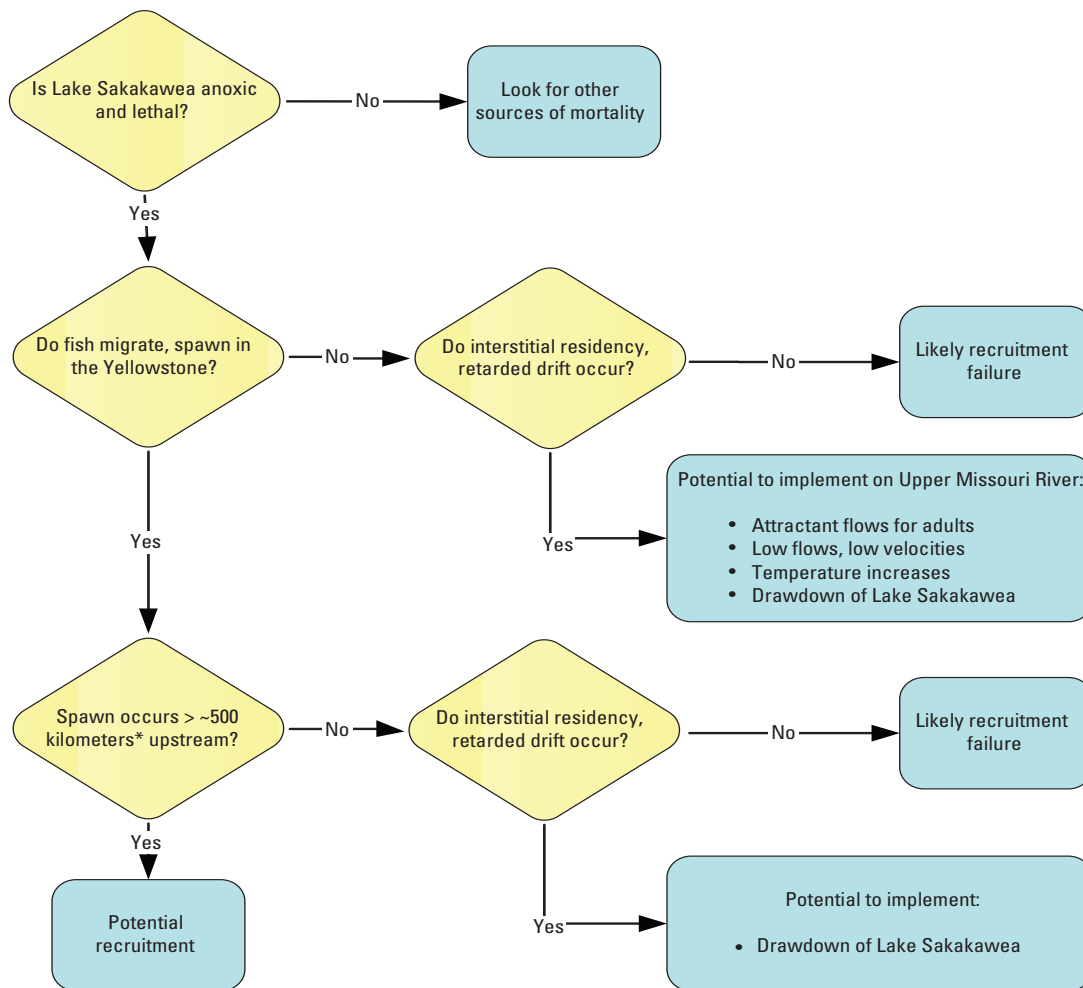 Is Lake Sakakawea anoxic
and lethal?
No
Look for other
sources of mortality
Yes
Do fish migrate, spawn in
the Yellowstone?
No
Do interstitial residency,
retarded drift occur?
No
Likely recruitment
failure
Yes
Potential to implement on Upper Missouri River:
• Attractant flows for adults
• Low flows, low velocities
• Temperature increases
• Drawdown of Lake Sakakawea
Yes
Spawn occurs > ~500
kilometers* upstream?
No
Do interstitial residency,
retarded drift occur?
No
Likely recruitment
failure
Yes
Potential
recruitment
Yes
Potential to implement:
• Drawdown of Lake Sakakawea